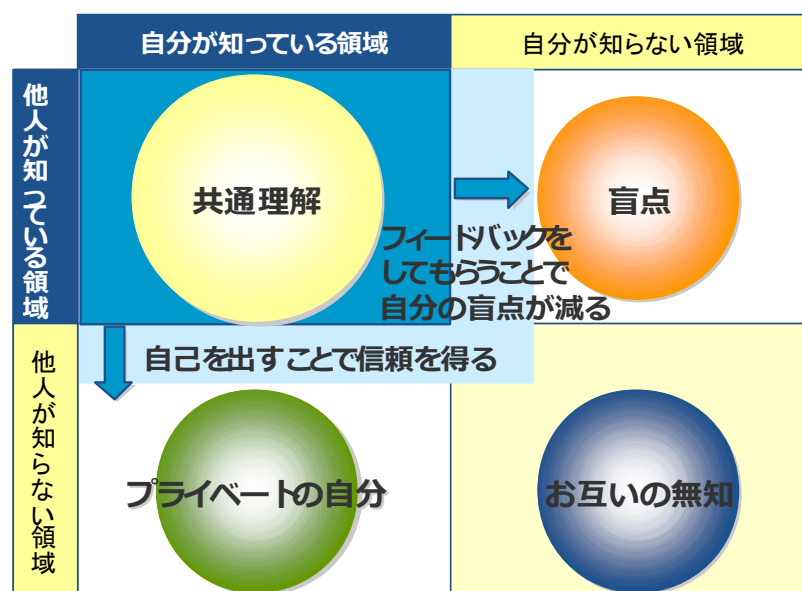 自分が知っている領域
自分が知らない領域
他人が知っている領域
共通理解
盲点
フィードバックを
してもらうことで
自分の盲点が減る
自己を出すことで信頼を得る
他人が知らない領域
プライベートの自分
お互いの無知